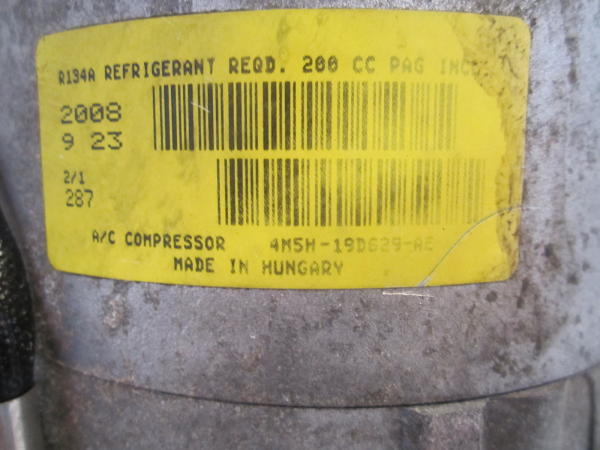 R134A REFRIGERANT REQD. 200 CC PAG INCL
2008
9 23
2/1
287
A/C COMPRESSOR 4M5H-19D629-AE
MADE IN HUNGARY